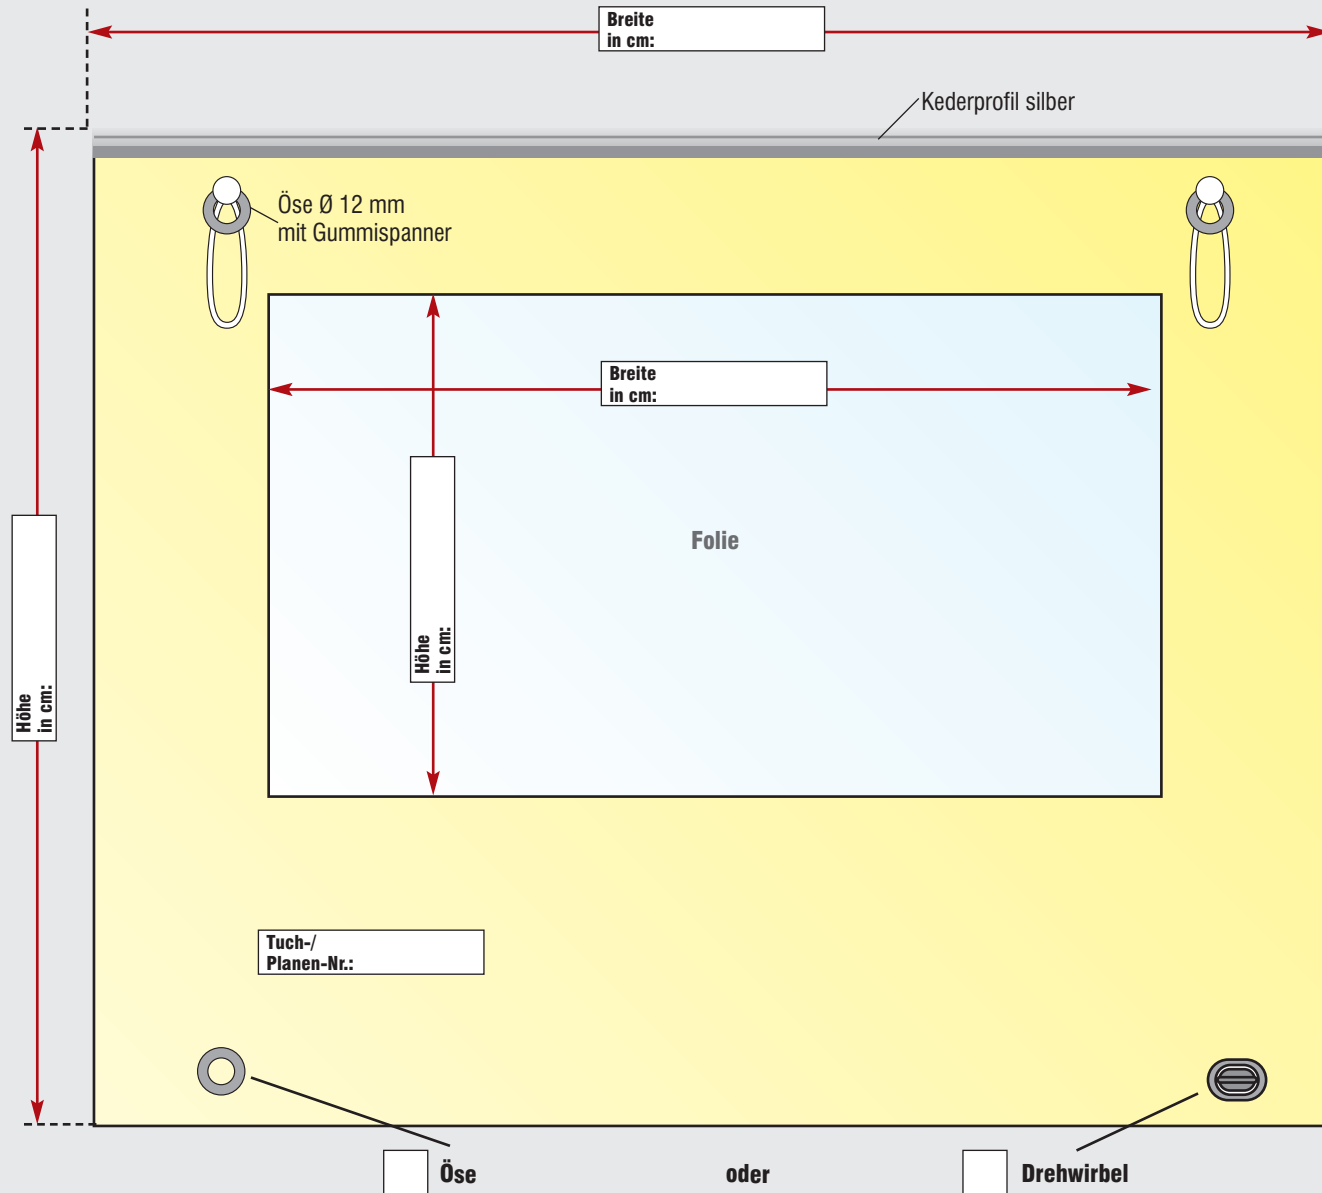 Breite
in cm:
Kederprofil silber
Öse Ø 12 mm
mit Gummispanner
Breite
in cm:
Folie
Höhe
in cm:
Höhe
in cm:
Tuch-/
Planen-Nr.:
Öse oder Drehwirbel